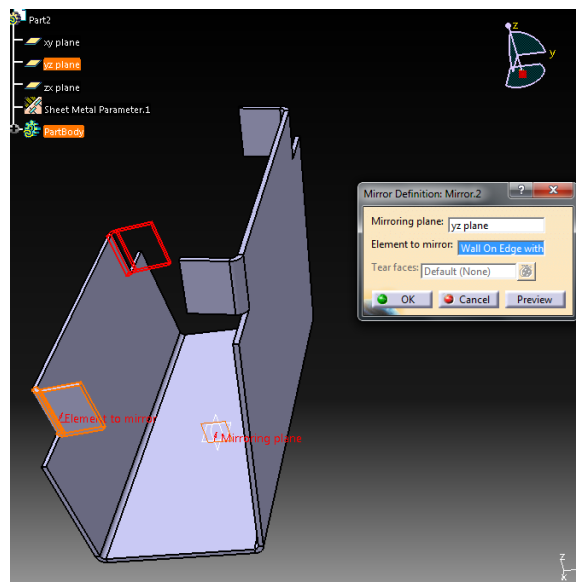 Part2
xy plane
yz plane
zx plane
Sheet Metal Parameter.1
PartBody
z
y
Mirror Definition: Mirror.2
?
X
Mirroring plane: yz plane
Element to mirror: Wall On Edge with
Tear faces: Default (None)
OK Cancel Preview
Element to mirror
Mirroring plane
z
x